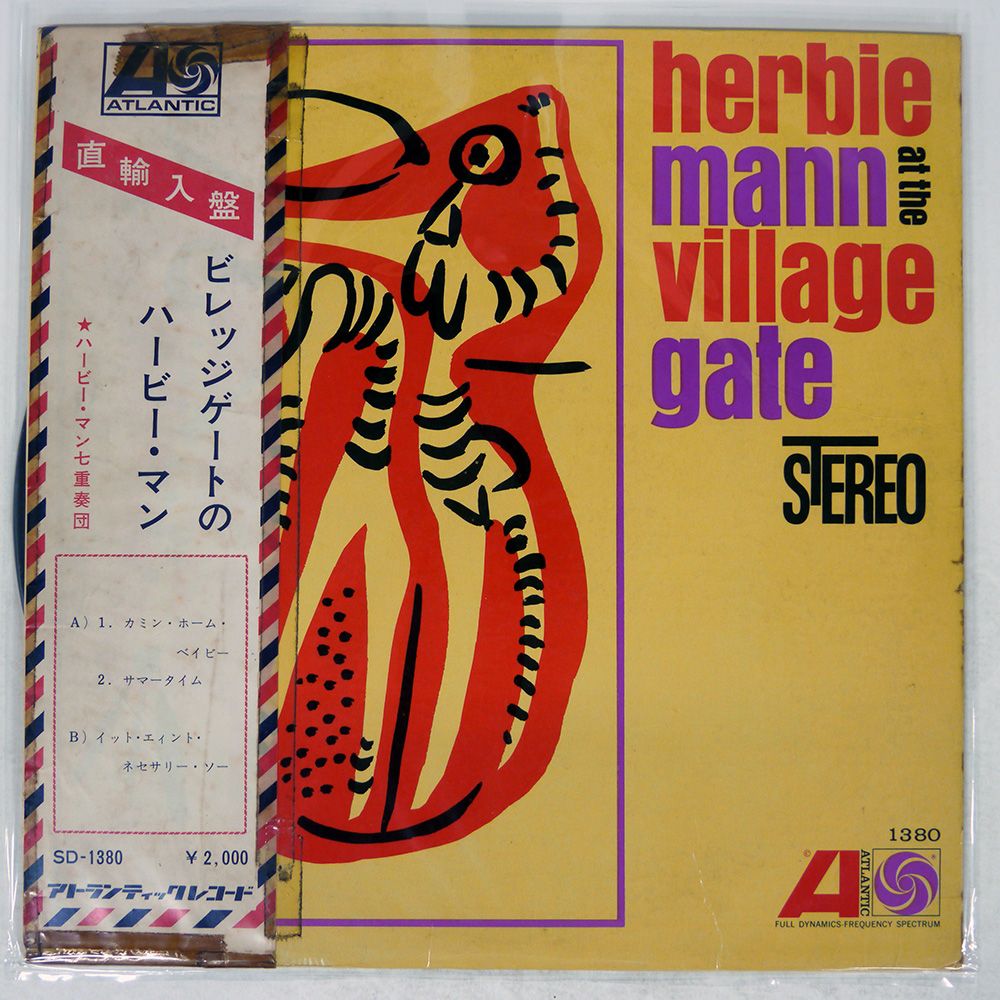 ATLANTIC
直輸入盤
ビレッジゲートの
ハービー・マン
★ハービー・マン七重奏団
A) 1. カミン・ホーム・
ベイビー
2. サマータイム
B) イット・エィント・
ネセサリー・ソー
SD-1380 ¥2,000
アトランティックレコード
herbie
mann
at the
village
gate
STEREO
1380
©
A
ATLANTIC
FULL DYNAMICS-FREQUENCY SPECTRUM